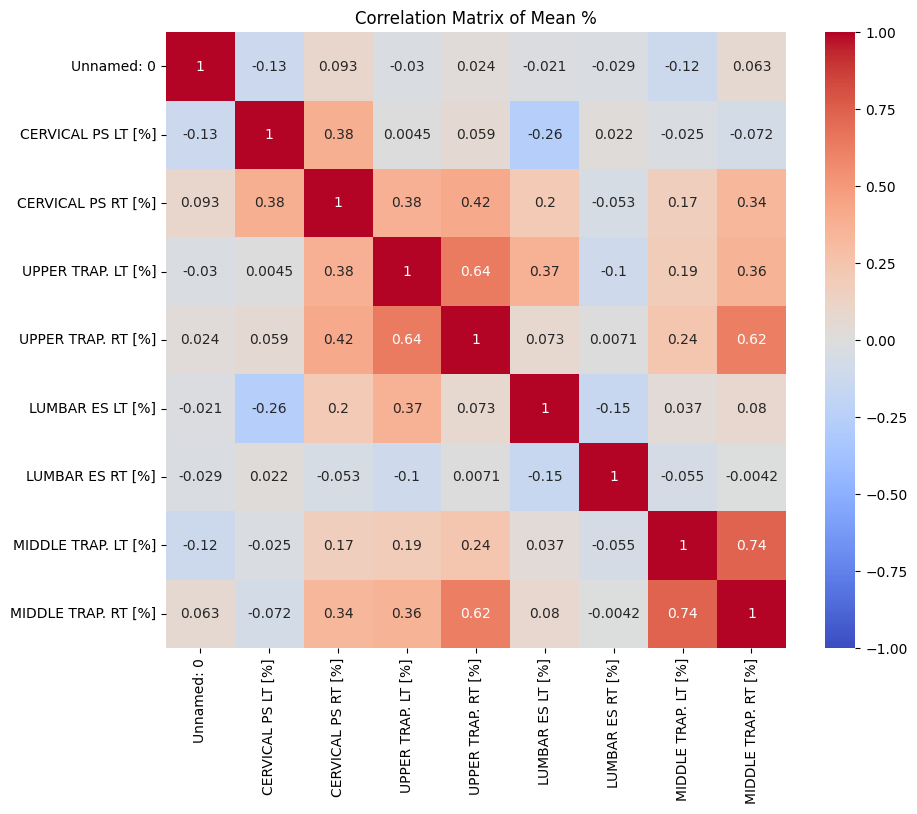 Correlation Matrix of Mean %
Unnamed: 0 1 -0.13 0.093 -0.03 0.024 -0.021 -0.029 -0.12 0.063
CERVICAL PS LT [%] -0.13 1 0.38 0.0045 0.059 -0.26 0.022 -0.025 -0.072
CERVICAL PS RT [%] 0.093 0.38 1 0.38 0.42 0.2 -0.053 0.17 0.34
UPPER TRAP. LT [%] -0.03 0.0045 0.38 1 0.64 0.37 -0.1 0.19 0.36
UPPER TRAP. RT [%] 0.024 0.059 0.42 0.64 1 0.073 0.0071 0.24 0.62
LUMBAR ES LT [%] -0.021 -0.26 0.2 0.37 0.073 1 -0.15 0.037 0.08
LUMBAR ES RT [%] -0.029 0.022 -0.053 -0.1 0.0071 -0.15 1 -0.055 -0.0042
MIDDLE TRAP. LT [%] -0.12 -0.025 0.17 0.19 0.24 0.037 -0.055 1 0.74
MIDDLE TRAP. RT [%] 0.063 -0.072 0.34 0.36 0.62 0.08 -0.0042 0.74 1
Unnamed: 0
CERVICAL PS LT [%]
CERVICAL PS RT [%]
UPPER TRAP. LT [%]
UPPER TRAP. RT [%]
LUMBAR ES LT [%]
LUMBAR ES RT [%]
MIDDLE TRAP. LT [%]
MIDDLE TRAP. RT [%]
1.00
0.75
0.50
0.25
0.00
−0.25
−0.50
−0.75
−1.00